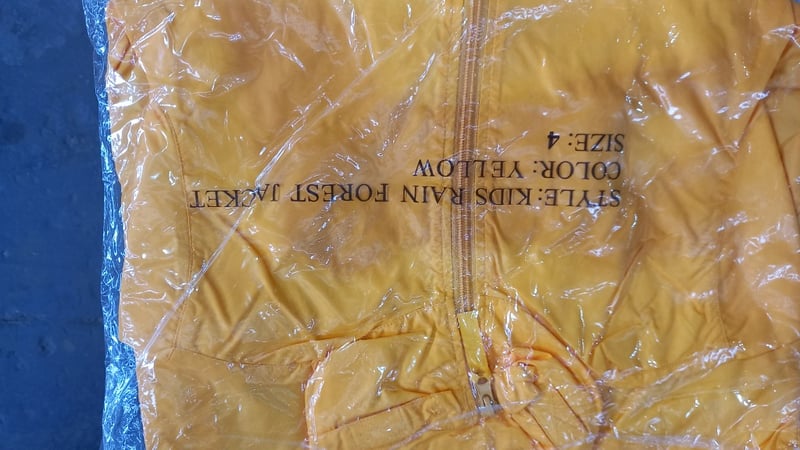 STYLE: KIDS RAIN FOREST JACKET
COLOR: YELLOW
SIZE: 4